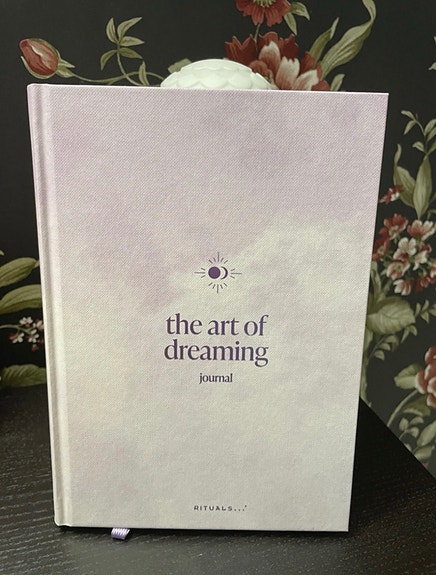 the art of
dreaming
journal
RITUALS...